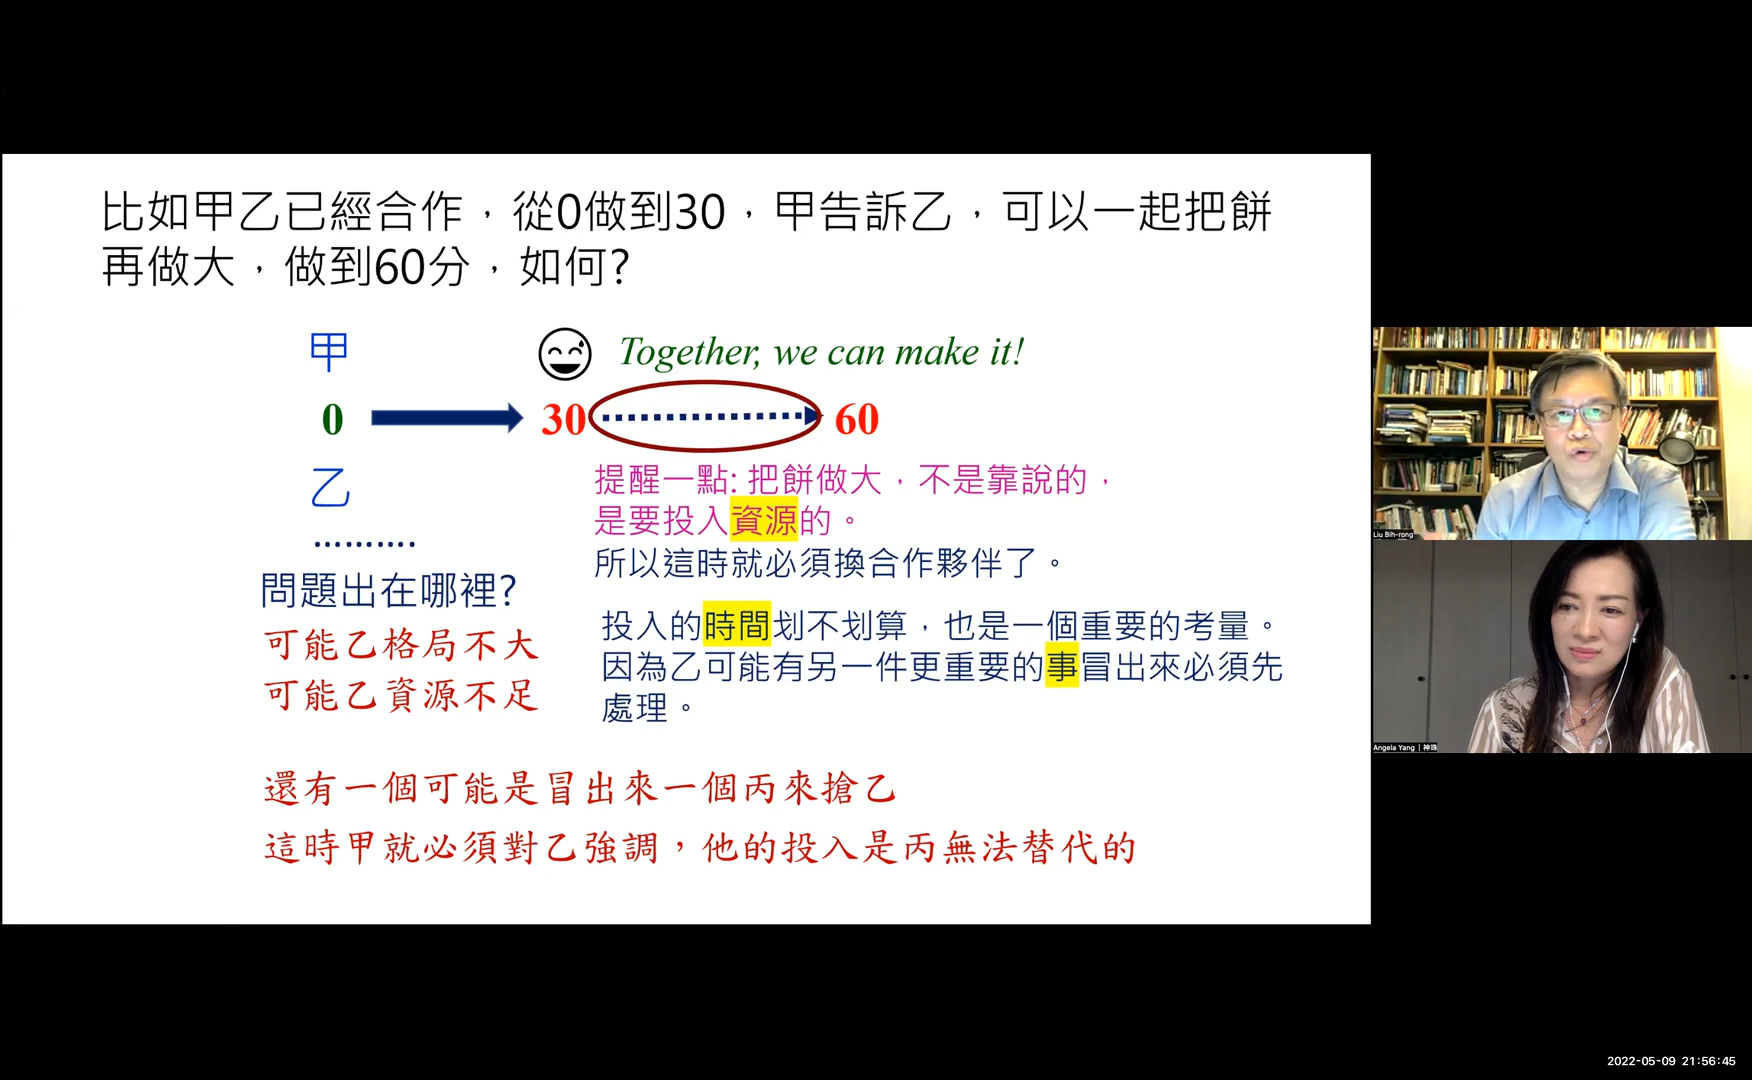 比如甲乙已經合作，從0做到30，甲告訴乙，可以一起把餅
再做大，做到60分，如何?
甲
Together, we can make it!
0
30
60
乙
..........
提醒一點: 把餅做大，不是靠說的，
是要投入資源的。
所以這時就必須換合作夥伴了。
問題出在哪裡?
可能乙格局不大
可能乙資源不足
投入的時間划不划算，也是一個重要的考量。
因為乙可能有另一件更重要的事冒出來必須先
處理。
還有一個可能是冒出來一個丙來搶乙
這時甲就必須對乙強調，他的投入是丙無法替代的
Liu Bih-rong
Angela Yang | 神珠
2022-05-09 21:56:45